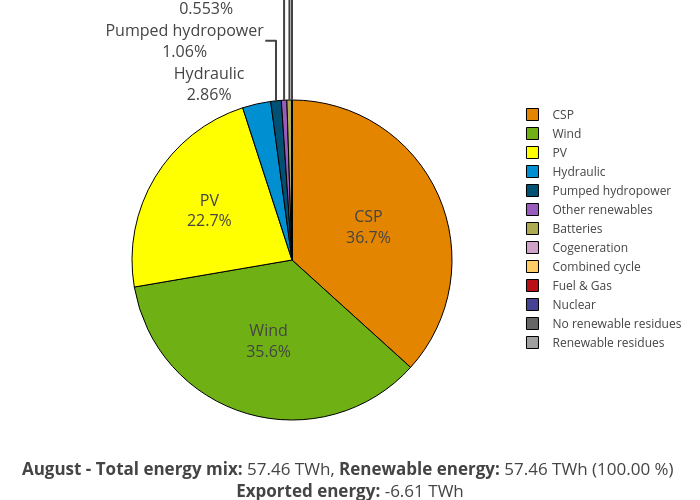 0.553%
Pumped hydropower
1.06%
Hydraulic
2.86%
PV
22.7%
CSP
36.7%
Wind
35.6%
CSP
Wind
PV
Hydraulic
Pumped hydropower
Other renewables
Batteries
Cogeneration
Combined cycle
Fuel & Gas
Nuclear
No renewable residues
Renewable residues
August - Total energy mix: 57.46 TWh, Renewable energy: 57.46 TWh (100.00 %)
Exported energy: -6.61 TWh